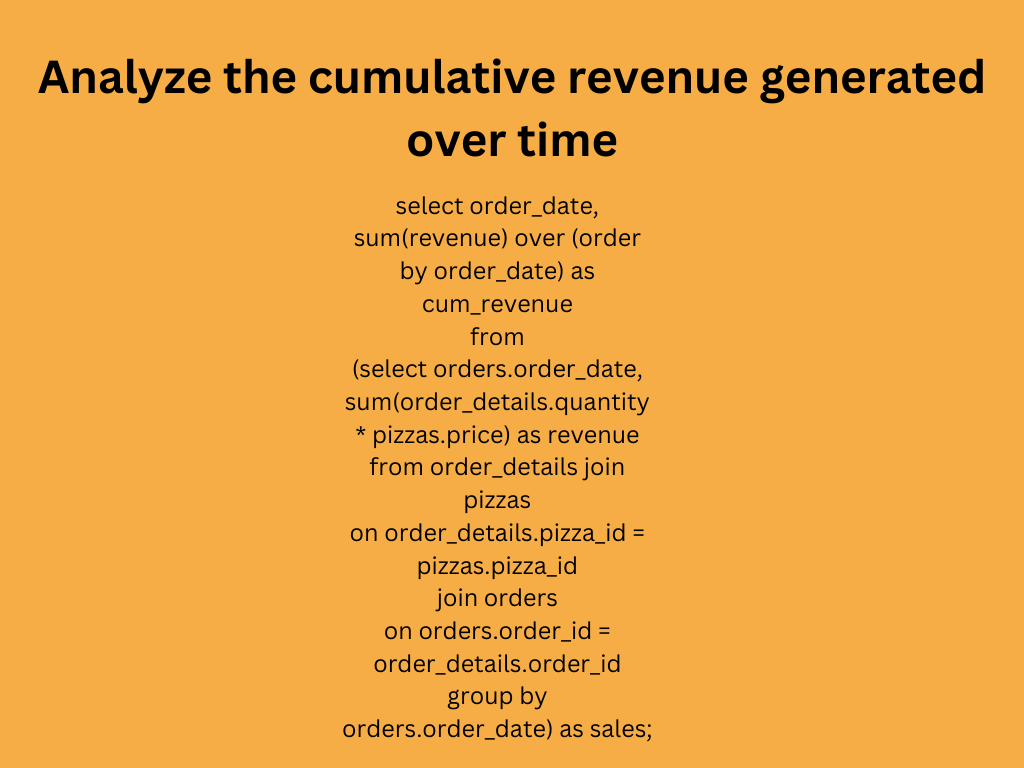 Analyze the cumulative revenue generated
over time
select order_date,
sum(revenue) over (order
by order_date) as
cum_revenue
from
(select orders.order_date,
sum(order_details.quantity
* pizzas.price) as revenue
from order_details join
pizzas
on order_details.pizza_id =
pizzas.pizza_id
join orders
on orders.order_id =
order_details.order_id
group by
orders.order_date) as sales;